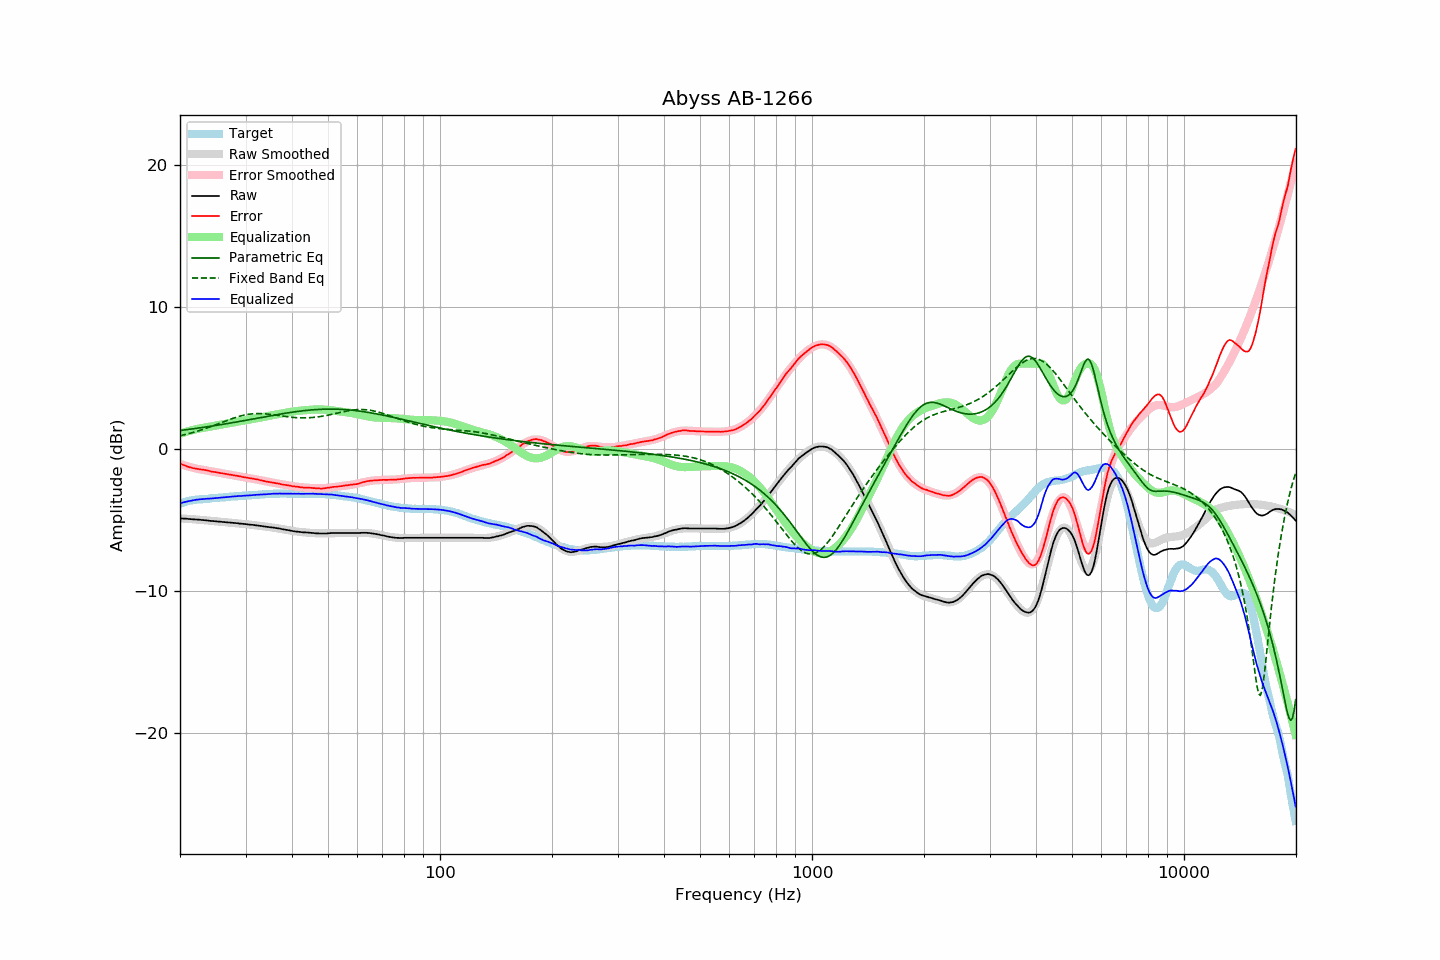 Abyss AB-1266
Target
Raw Smoothed
Error Smoothed
Raw
Error
Equalization
Parametric Eq
Fixed Band Eq
Equalized
20
10
0
−10
−20
Amplitude (dBr)
100
1000
10000
Frequency (Hz)